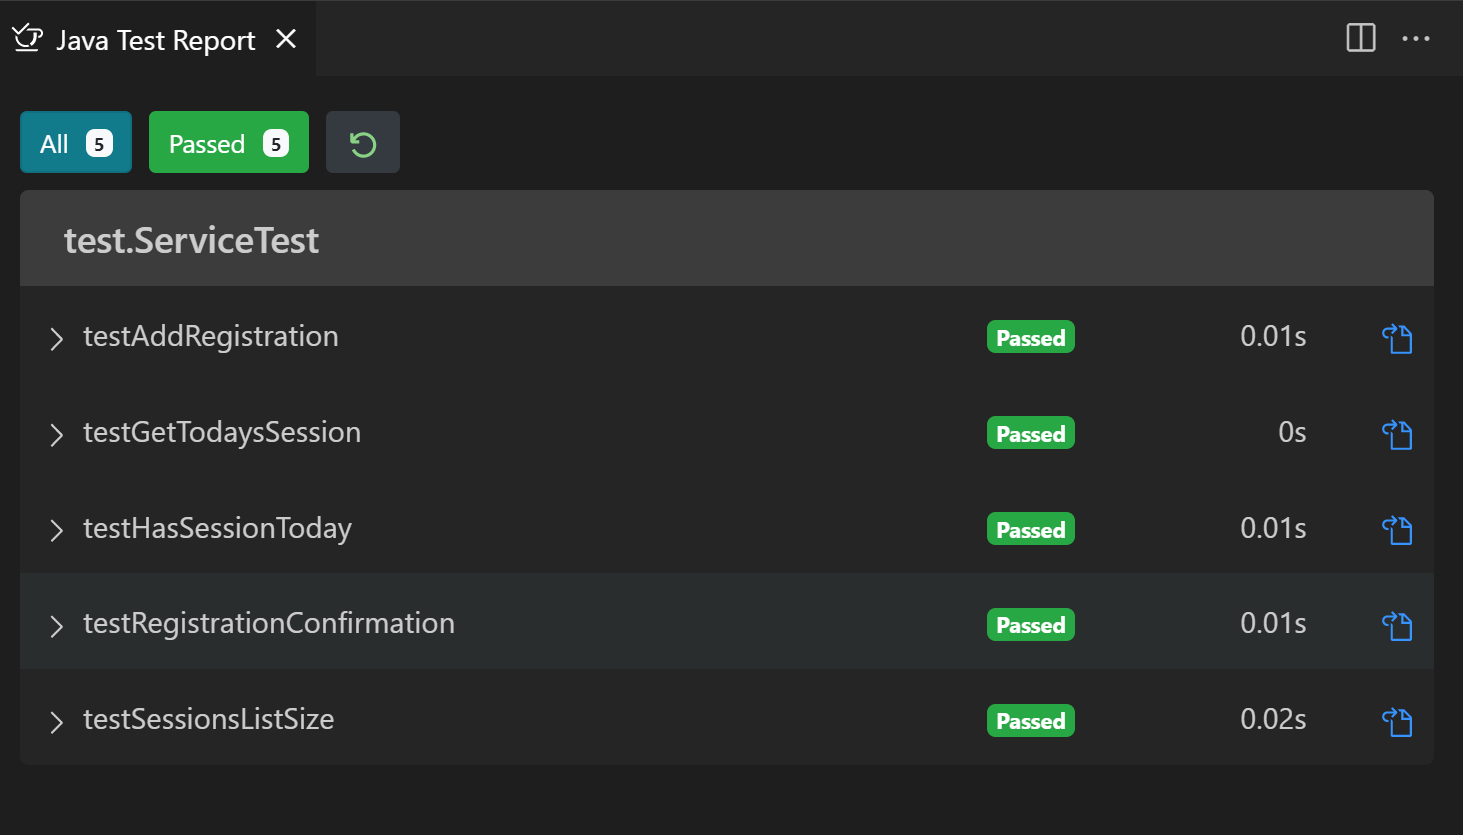 Java Test Report
All 5 Passed 5
test.ServiceTest
testAddRegistration Passed 0.01s
testGetTodaysSession Passed 0s
testHasSessionToday Passed 0.01s
testRegistrationConfirmation Passed 0.01s
testSessionsListSize Passed 0.02s